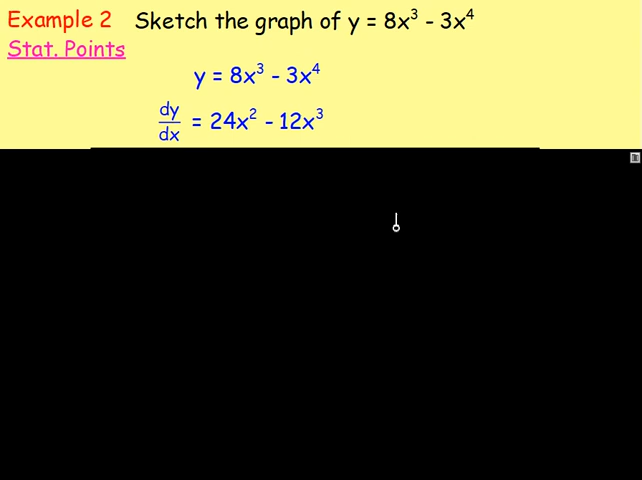 Example 2 Sketch the graph of y = 8x³ - 3x⁴
Stat. Points
y = 8x³ - 3x⁴
dy/dx = 24x² - 12x³